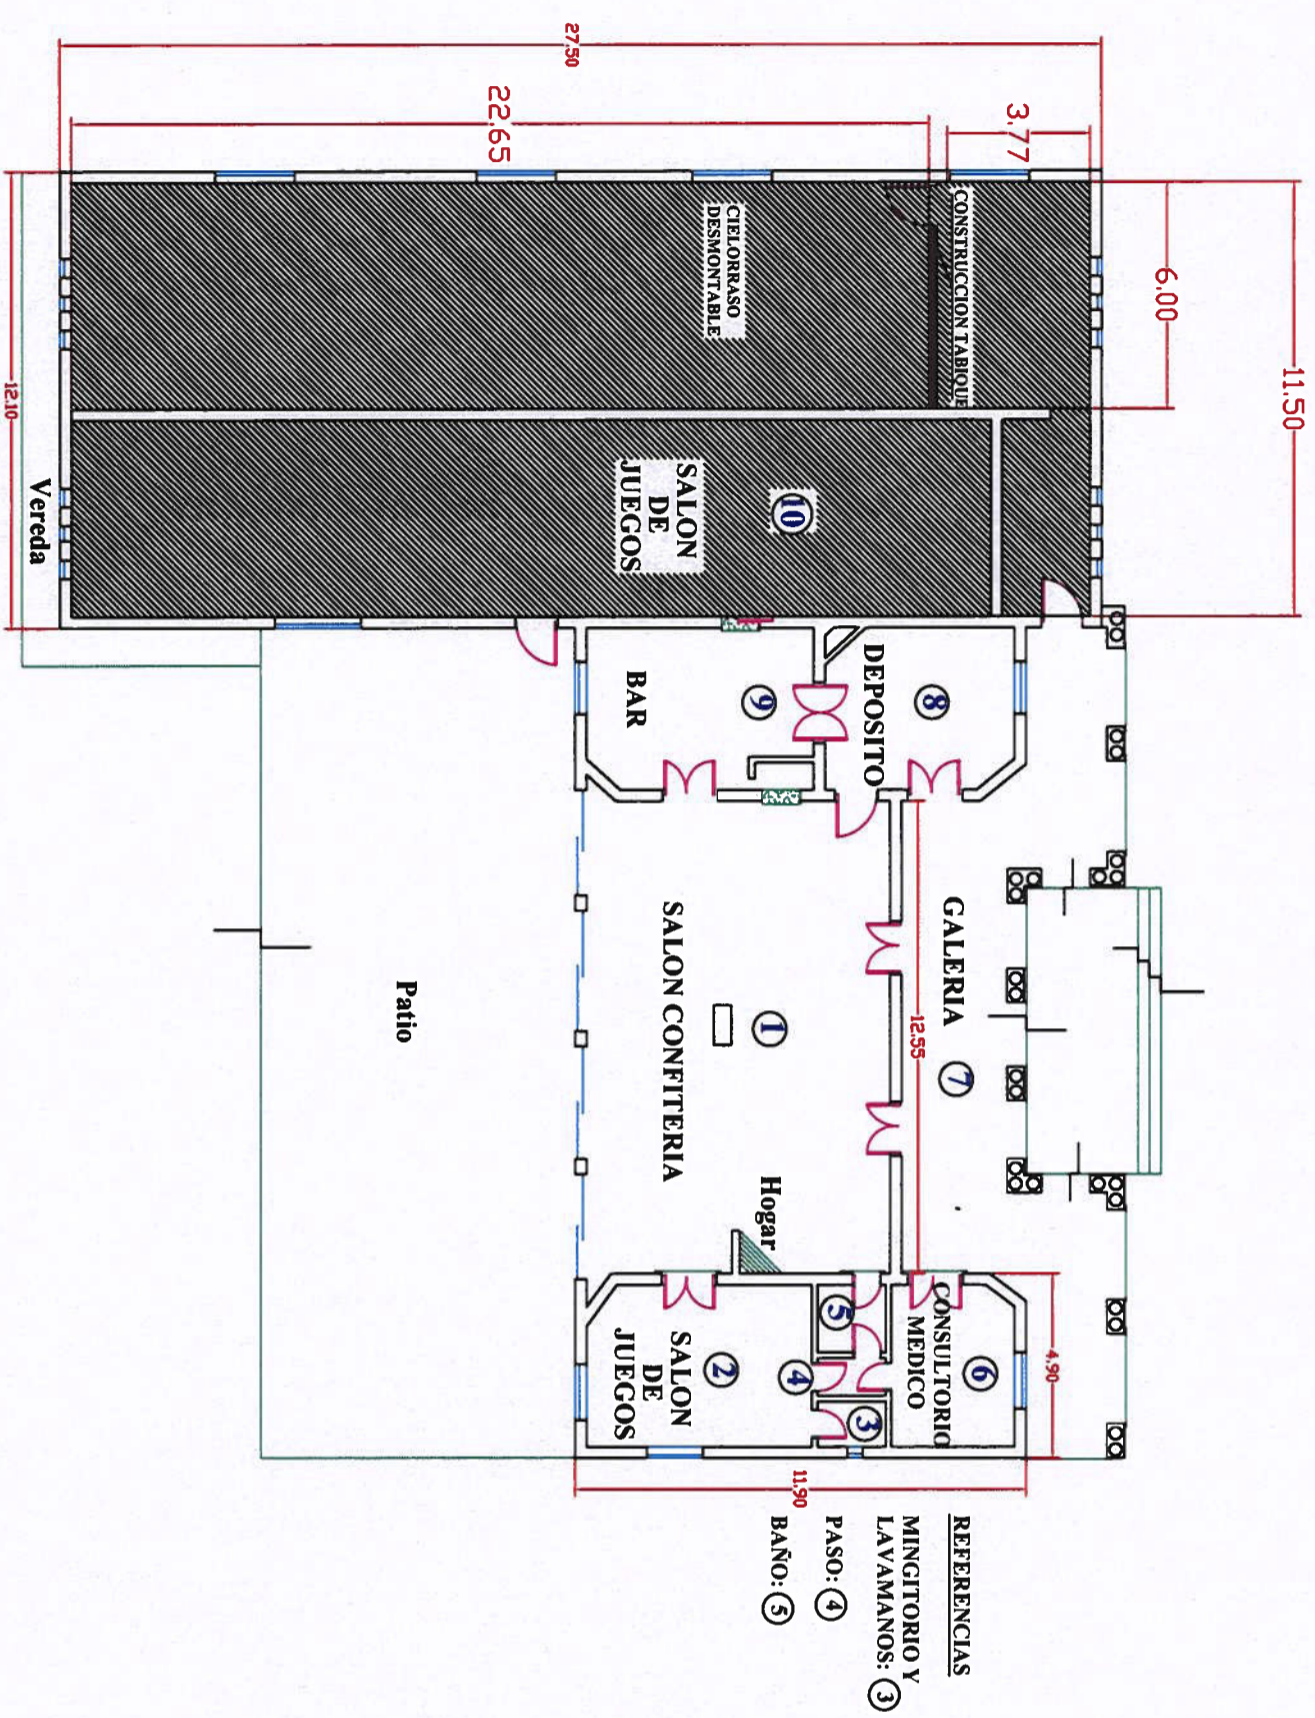 27.50
22.65
3.77
11.50
6.00
CONSTRUCCION TABIQUE
CIELORRASO
DESMONTABLE
10
SALON
DE
JUEGOS
12.10
Vereda
8
DEPOSITO
9
BAR
GALERIA
7
12.55
1
SALON CONFITERIA
Hogar
Patio
4.90
6
CONSULTORIO
MEDICO
5
4
3
2
SALON
DE
JUEGOS
11.90
REFERENCIAS
MINGITORIO Y
LAVAMANOS: 3
PASO: 4
BAÑO: 5